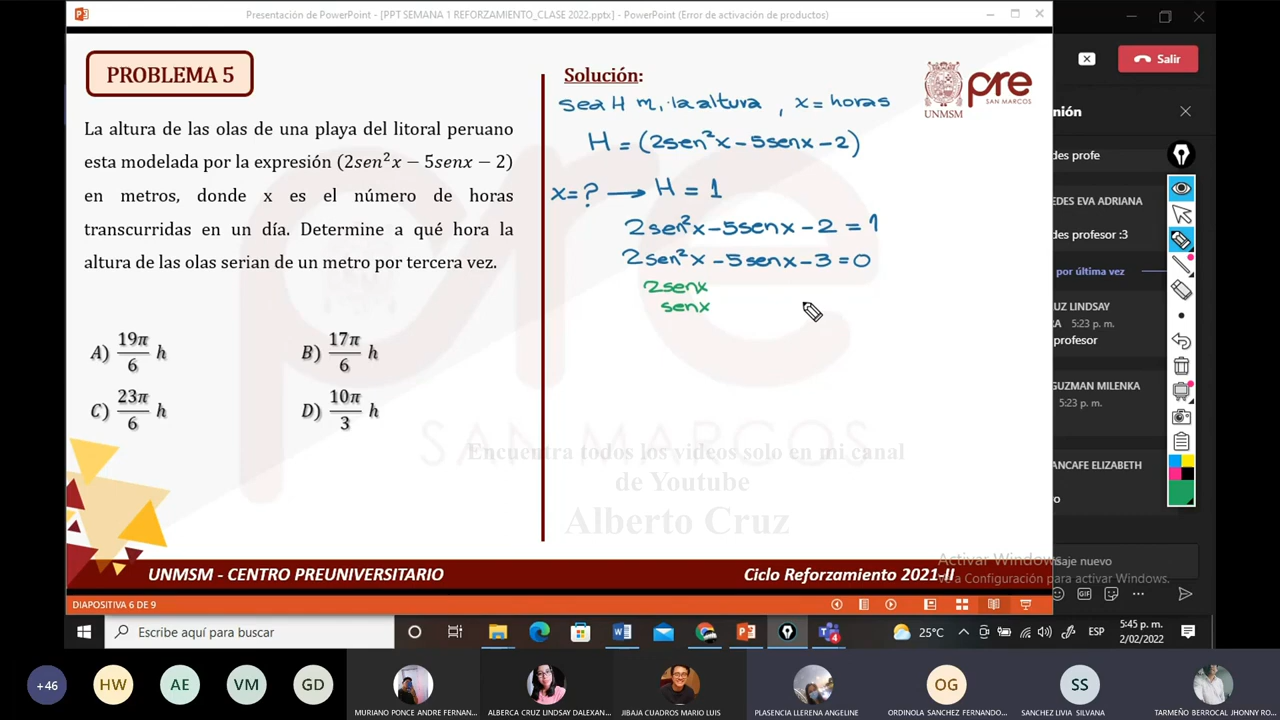 Presentación de PowerPoint - [PPT SEMANA 1 REFORZAMIENTO_CLASE 2022.pptx] - PowerPoint (Error de activación de productos)
PROBLEMA 5
La altura de las olas de una playa del litoral peruano
esta modelada por la expresión (2sen²x − 5senx − 2)
en metros, donde x es el número de horas
transcurridas en un día. Determine a qué hora la
altura de las olas serian de un metro por tercera vez.
A) 19π/6 h
B) 17π/6 h
C) 23π/6 h
D) 10π/3 h
Solución:
sea H m, la altura , x = horas
H = (2sen²x − 5senx − 2)
x = ? → H = 1
2sen²x − 5senx − 2 = 1
2sen²x − 5senx − 3 = 0
2senx
senx
UNMSM
pre
SAN MARCOS
pre
SAN MARCOS
Encuentra todos los videos solo en mi canal
de Youtube
Alberto Cruz
UNMSM - CENTRO PREUNIVERSITARIO
Ciclo Reforzamiento 2021-II
DIAPOSITIVA 6 DE 9
Salir
nión
edes profe
EDES EVA ADRIANA
des profesor :3
por última vez
UZ LINDSAY
KA
5:23 p. m.
profesor
GUZMAN MILENKA
5:23 p. m.
ANCAFE ELIZABETH
ro
saje nuevo
Activar Windows
Ve a Configuración para activar Windows.
GIF
Escribe aquí para buscar
25°C
ESP
5:45 p. m.
2/02/2022
+46
HW
AE
VM
GD
OG
SS
MURIANO PONCE ANDRE FERNAN...
ALBERCA CRUZ LINDSAY DALEXAN...
JIBAJA CUADROS MARIO LUIS
PLASENCIA LLERENA ANGELINE
ORDINOLA SANCHEZ FERNANDO...
SANCHEZ LIVIA SILVANA
TARMEÑO BERROCAL JHONNY RO...